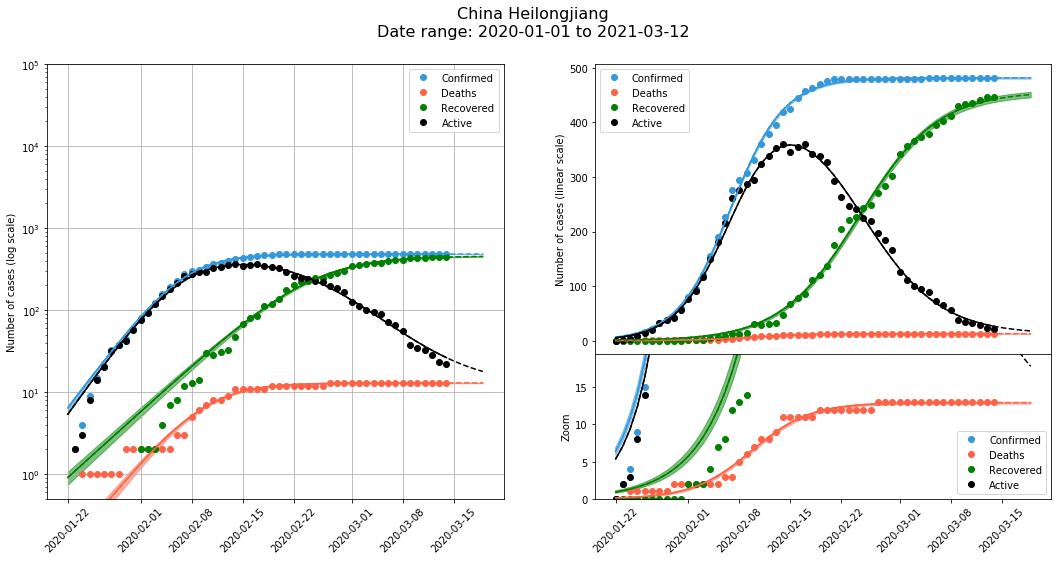 China Heilongjiang
Date range: 2020-01-01 to 2021-03-12
Number of cases (log scale)
10^5
10^4
10^3
10^2
10^1
10^0
Confirmed
Deaths
Recovered
Active
2020-01-22
2020-02-01
2020-02-08
2020-02-15
2020-02-22
2020-03-01
2020-03-08
2020-03-15
Number of cases (linear scale)
500
400
300
200
100
0
Confirmed
Deaths
Recovered
Active
Zoom
15
10
5
0
Confirmed
Deaths
Recovered
Active
2020-01-22
2020-02-01
2020-02-08
2020-02-15
2020-02-22
2020-03-01
2020-03-08
2020-03-15